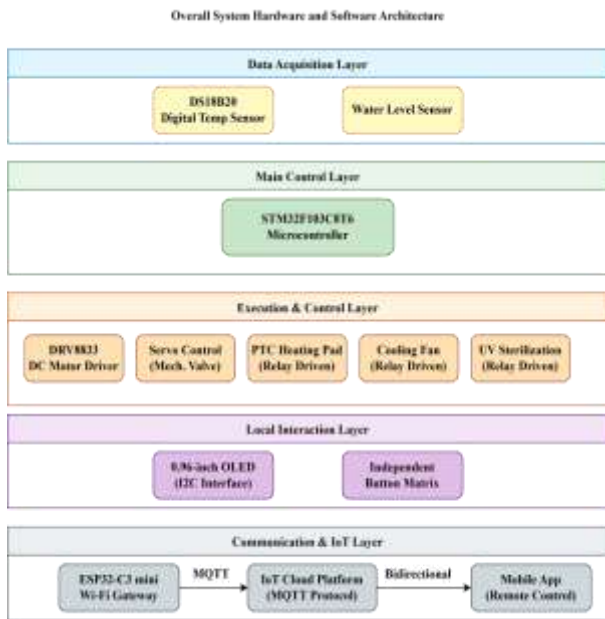 Overall System Hardware and Software Architecture
Data Acquisition Layer
DS18B20
Digital Temp Sensor
Water Level Sensor
Main Control Layer
STM32F103C8T6
Microcontroller
Execution & Control Layer
DRV8833
DC Motor Driver
Servo Control
(Mech. Valve)
PTC Heating Pad
(Relay Driven)
Cooling Fan
(Relay Driven)
UV Sterilization
(Relay Driven)
Local Interaction Layer
0.96-inch OLED
(I2C Interface)
Independent
Button Matrix
Communication & IoT Layer
ESP32-C3 mini
Wi-Fi Gateway
MQTT
IoT Cloud Platform
(MQTT Protocol)
Bidirectional
Mobile App
(Remote Control)